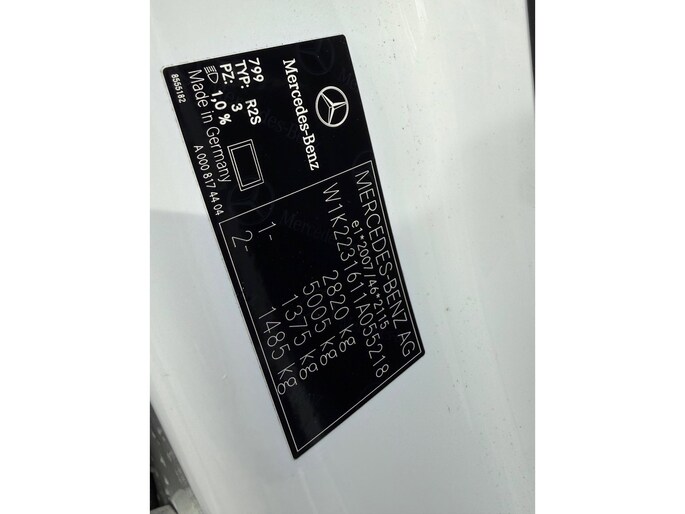 MERCEDES-BENZ AG
e1*2007/46*2115
W1K2231611A055218
2820 kg
5005 kg
1- 1375 kg
2- 1485 kg
Mercedes-Benz
799
TYP: R2S
PZ: 3
1,0 %
Made in Germany
A 000 817 44 04
8555182